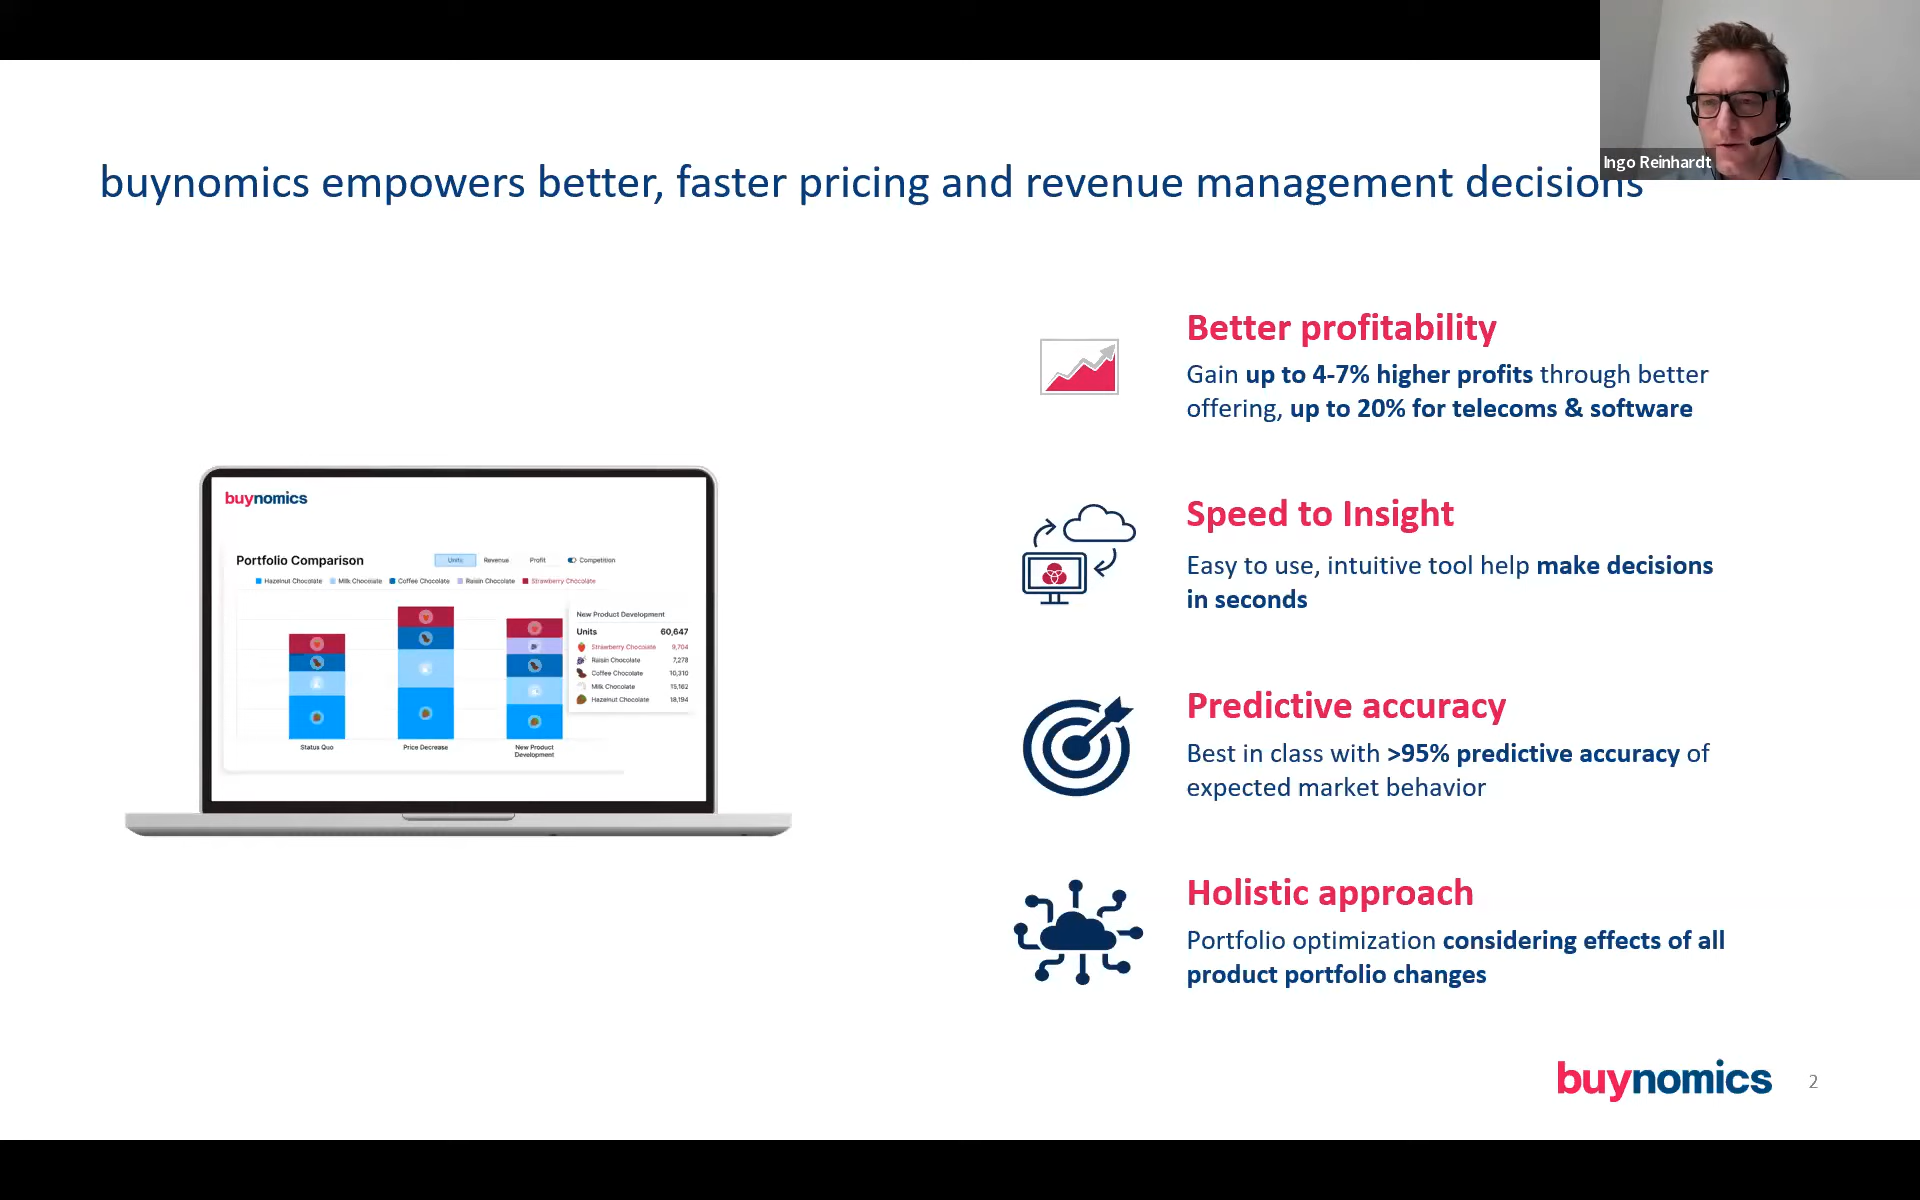 Ingo Reinhardt
buynomics empowers better, faster pricing and revenue management decisions
buynomics
Portfolio Comparison
Units Revenue Profit Competition
Hazelnut Chocolate Milk Chocolate Coffee Chocolate Raisin Chocolate Strawberry Chocolate
New Product Development
Units 60,647
Strawberry Chocolate 9,704
Raisin Chocolate 7,278
Coffee Chocolate 10,310
Milk Chocolate 15,162
Hazelnut Chocolate 18,194
Status Quo
Price Decrease
New Product
Development
Better profitability
Gain up to 4-7% higher profits through better
offering, up to 20% for telecoms & software
Speed to Insight
Easy to use, intuitive tool help make decisions
in seconds
Predictive accuracy
Best in class with >95% predictive accuracy of
expected market behavior
Holistic approach
Portfolio optimization considering effects of all
product portfolio changes
buynomics 2